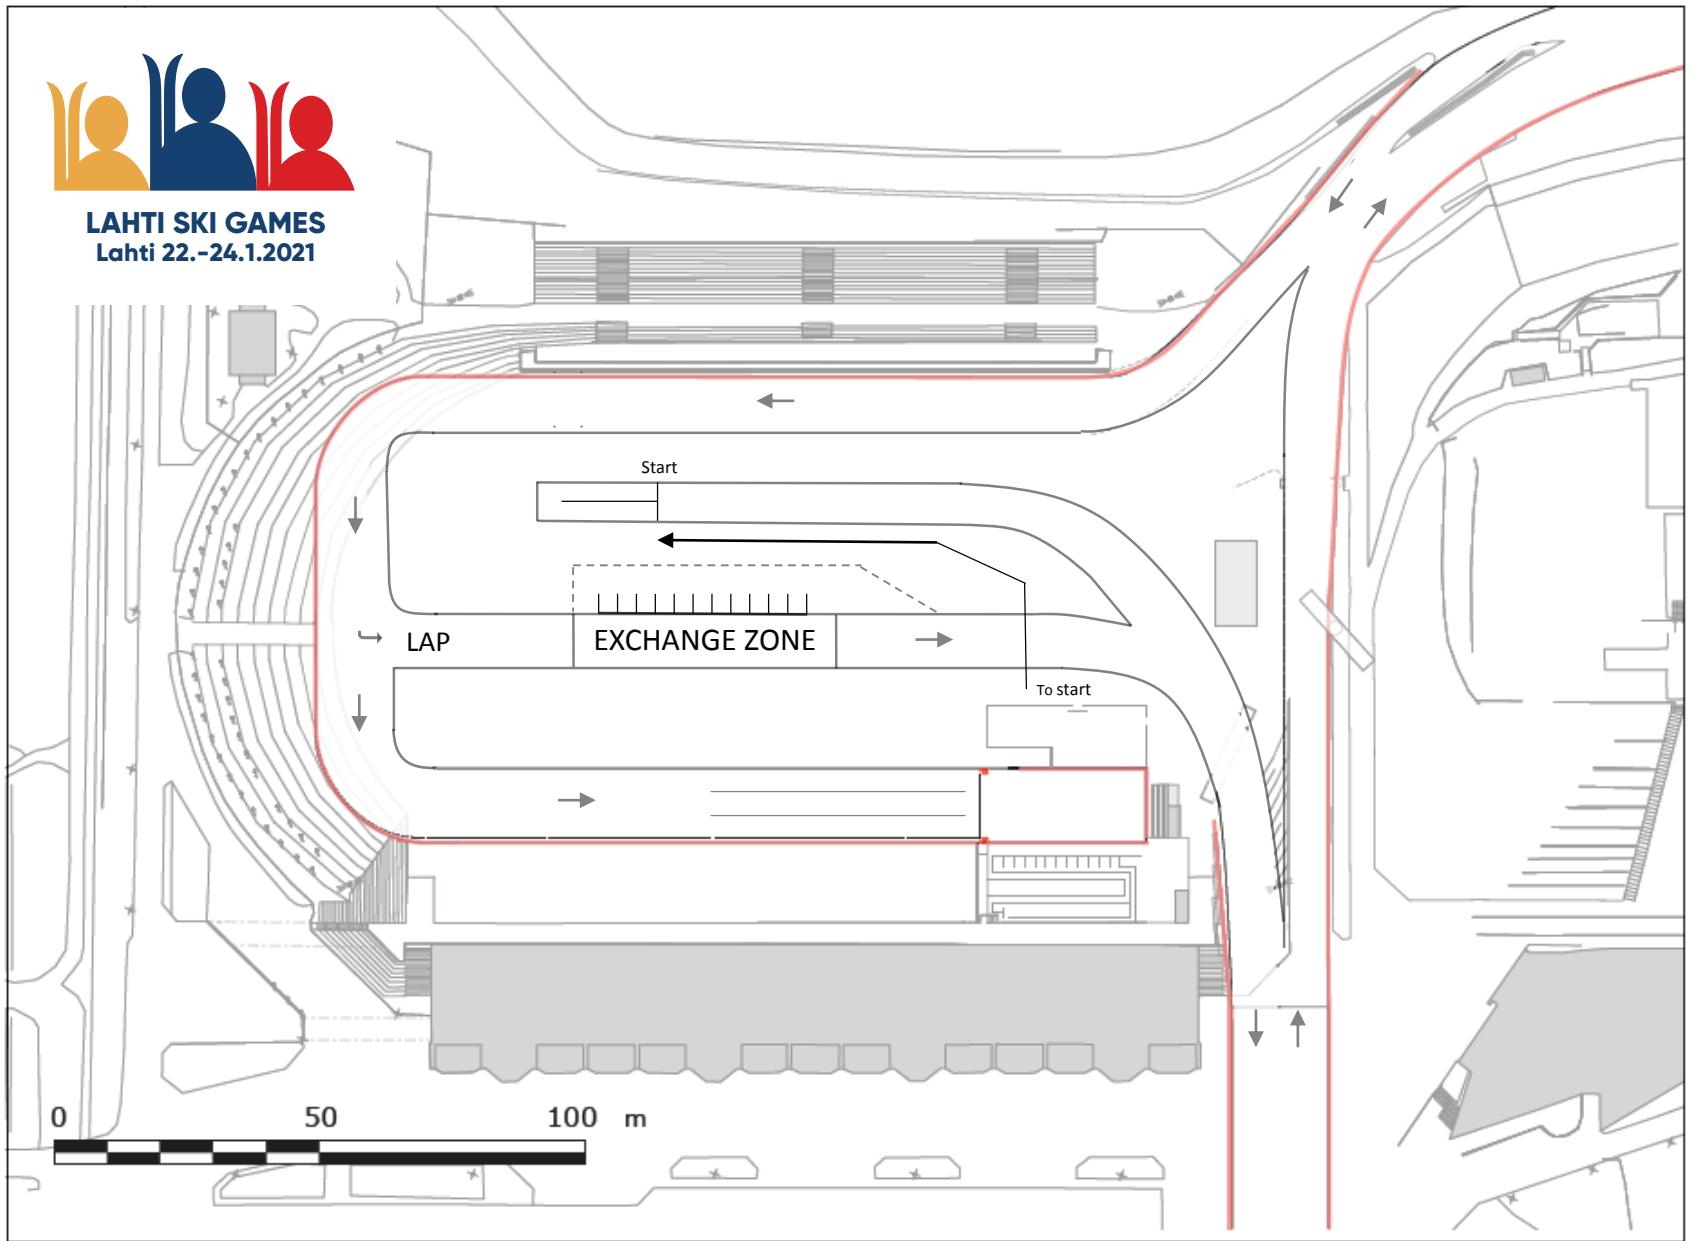 LAHTI SKI GAMES
Lahti 22.-24.1.2021
Start
LAP
EXCHANGE ZONE
To start
0 50 100 m